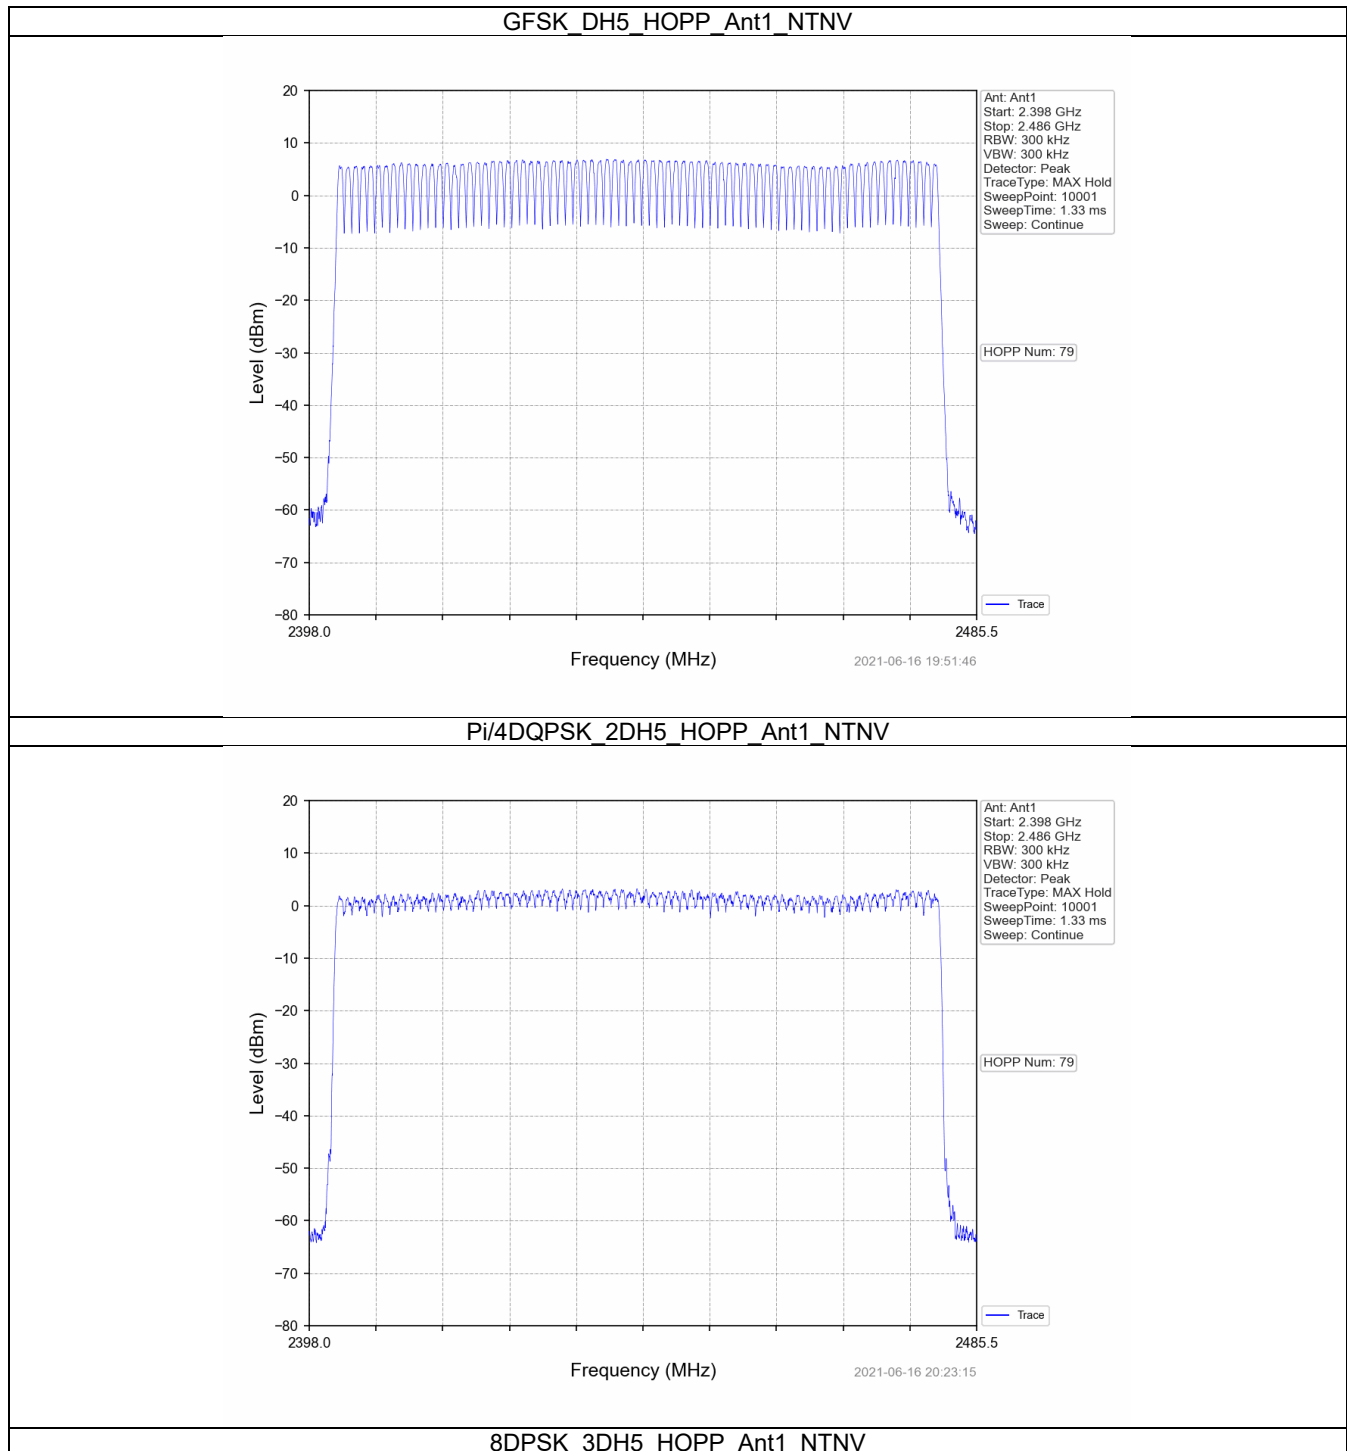 GFSK_DH5_HOPP_Ant1_NTNV
20
10
0
−10
−20
−30
−40
−50
−60
−70
−80
Level (dBm)
2398.0
2485.5
Frequency (MHz)
2021-06-16 19:51:46
Ant: Ant1
Start: 2.398 GHz
Stop: 2.486 GHz
RBW: 300 kHz
VBW: 300 kHz
Detector: Peak
TraceType: MAX Hold
SweepPoint: 10001
SweepTime: 1.33 ms
Sweep: Continue
HOPP Num: 79
Trace
Pi/4DQPSK_2DH5_HOPP_Ant1_NTNV
20
10
0
−10
−20
−30
−40
−50
−60
−70
−80
Level (dBm)
2398.0
2485.5
Frequency (MHz)
2021-06-16 20:23:15
Ant: Ant1
Start: 2.398 GHz
Stop: 2.486 GHz
RBW: 300 kHz
VBW: 300 kHz
Detector: Peak
TraceType: MAX Hold
SweepPoint: 10001
SweepTime: 1.33 ms
Sweep: Continue
HOPP Num: 79
Trace
8DPSK_3DH5_HOPP_Ant1_NTNV